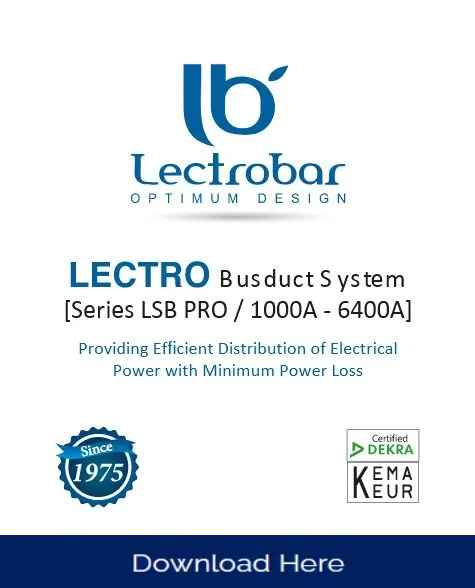 lb
Lectrobar
OPTIMUM DESIGN
LECTRO Busduct System
[Series LSB PRO / 1000A - 6400A]
Providing Efficient Distribution of Electrical
Power with Minimum Power Loss
Since
1975
Certified
DEKRA
KEMA
KEUR
Download Here